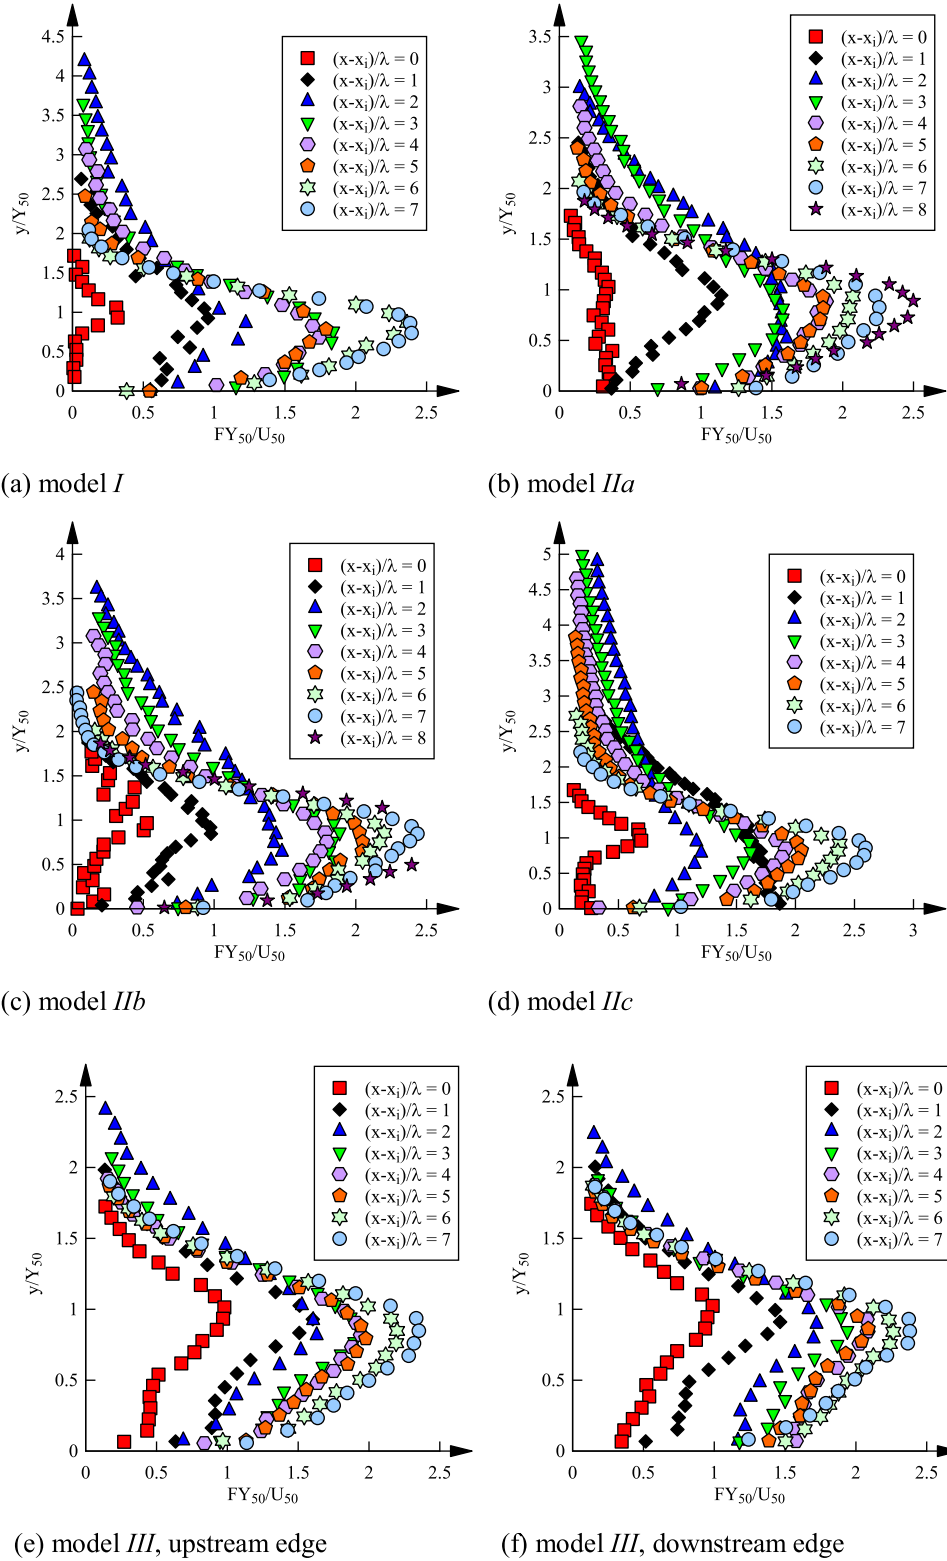 4.5
4
3.5
3
2.5
2
1.5
1
0.5
0
y/Y50
0 0.5 1 1.5 2 2.5
FY50/U50
(x-xi)/λ = 0
(x-xi)/λ = 1
(x-xi)/λ = 2
(x-xi)/λ = 3
(x-xi)/λ = 4
(x-xi)/λ = 5
(x-xi)/λ = 6
(x-xi)/λ = 7
(a) model I
3.5
3
2.5
2
1.5
1
0.5
0
y/Y50
0 0.5 1 1.5 2 2.5
FY50/U50
(x-xi)/λ = 0
(x-xi)/λ = 1
(x-xi)/λ = 2
(x-xi)/λ = 3
(x-xi)/λ = 4
(x-xi)/λ = 5
(x-xi)/λ = 6
(x-xi)/λ = 7
(x-xi)/λ = 8
(b) model IIa
4
3.5
3
2.5
2
1.5
1
0.5
0
y/Y50
0 0.5 1 1.5 2 2.5
FY50/U50
(x-xi)/λ = 0
(x-xi)/λ = 1
(x-xi)/λ = 2
(x-xi)/λ = 3
(x-xi)/λ = 4
(x-xi)/λ = 5
(x-xi)/λ = 6
(x-xi)/λ = 7
(x-xi)/λ = 8
(c) model IIb
5
4.5
4
3.5
3
2.5
2
1.5
1
0.5
0
y/Y50
0 0.5 1 1.5 2 2.5 3
FY50/U50
(x-xi)/λ = 0
(x-xi)/λ = 1
(x-xi)/λ = 2
(x-xi)/λ = 3
(x-xi)/λ = 4
(x-xi)/λ = 5
(x-xi)/λ = 6
(x-xi)/λ = 7
(d) model IIc
2.5
2
1.5
1
0.5
0
y/Y50
0 0.5 1 1.5 2 2.5
FY50/U50
(x-xi)/λ = 0
(x-xi)/λ = 1
(x-xi)/λ = 2
(x-xi)/λ = 3
(x-xi)/λ = 4
(x-xi)/λ = 5
(x-xi)/λ = 6
(x-xi)/λ = 7
(e) model III, upstream edge
2.5
2
1.5
1
0.5
0
y/Y50
0 0.5 1 1.5 2 2.5
FY50/U50
(x-xi)/λ = 0
(x-xi)/λ = 1
(x-xi)/λ = 2
(x-xi)/λ = 3
(x-xi)/λ = 4
(x-xi)/λ = 5
(x-xi)/λ = 6
(x-xi)/λ = 7
(f) model III, downstream edge